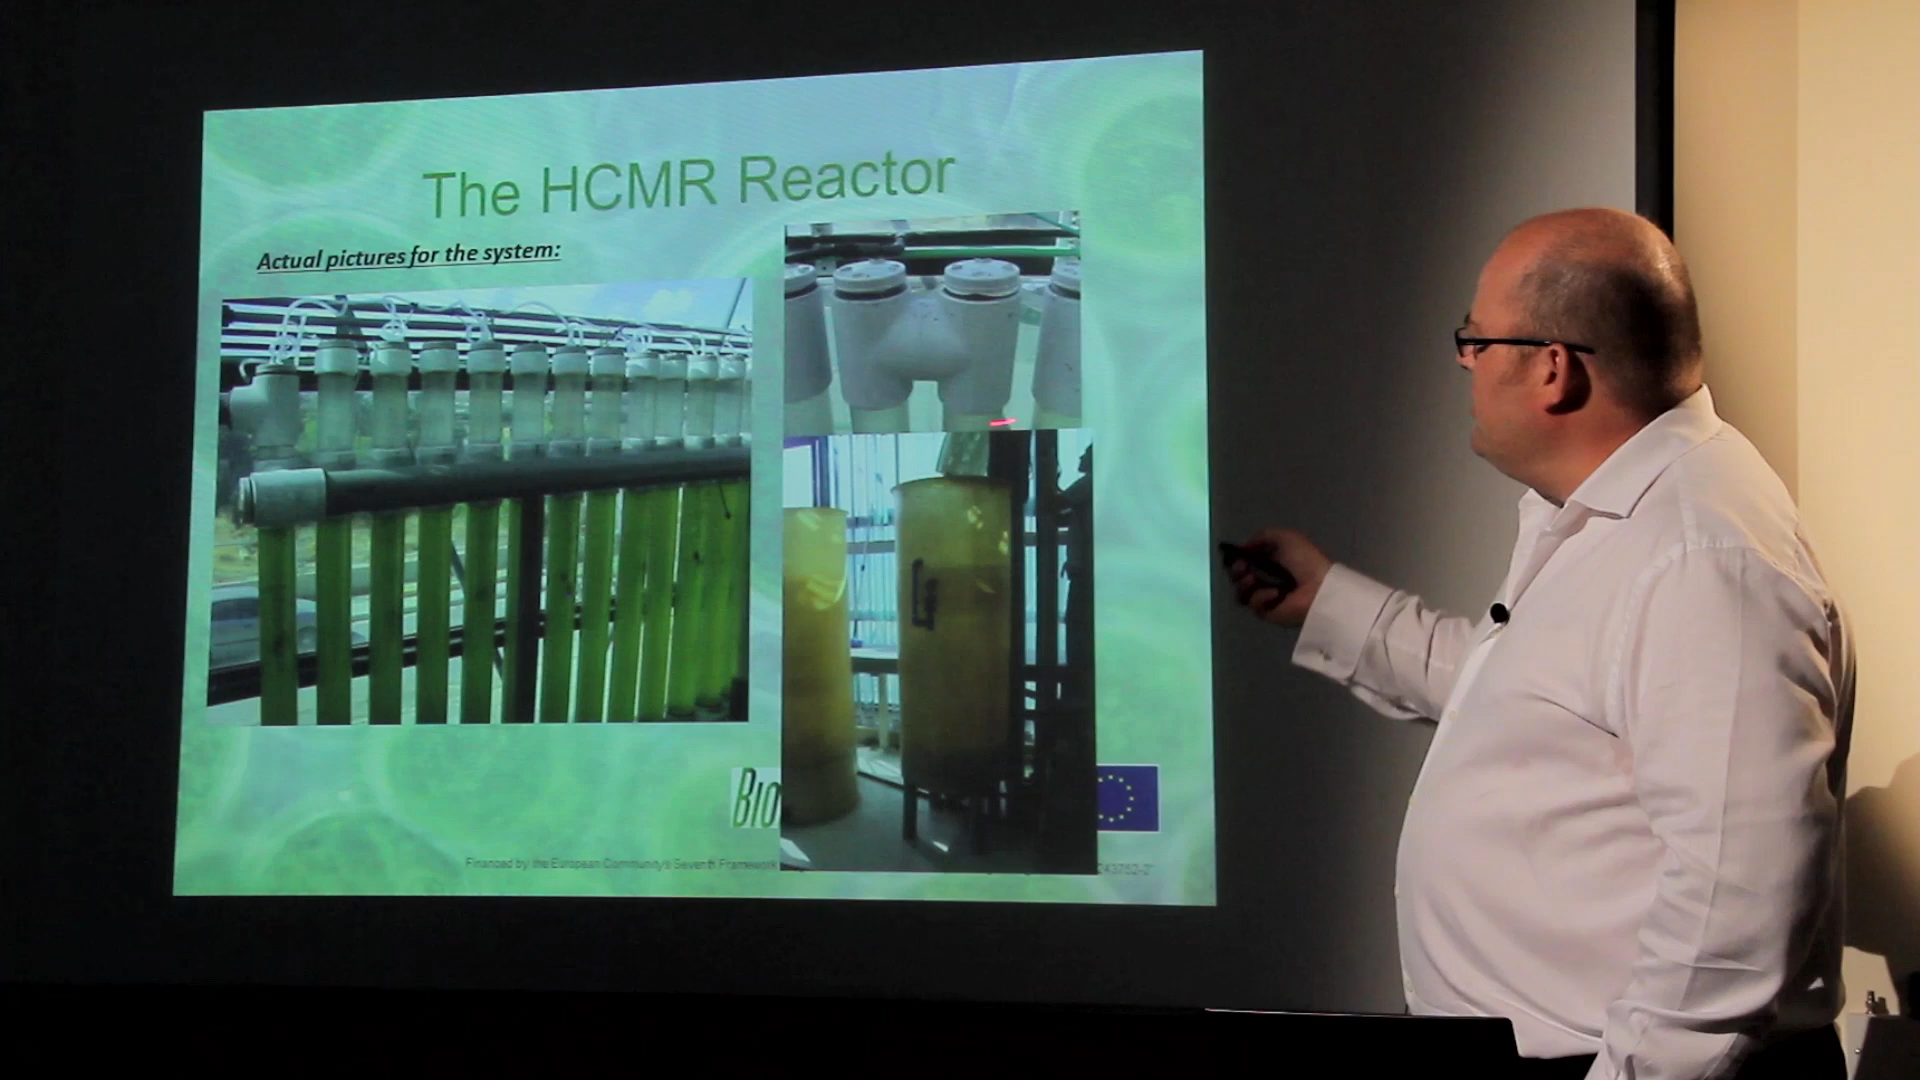 The HCMR Reactor
Actual pictures for the system:
BIO
Financed by the European Community's Seventh Framework